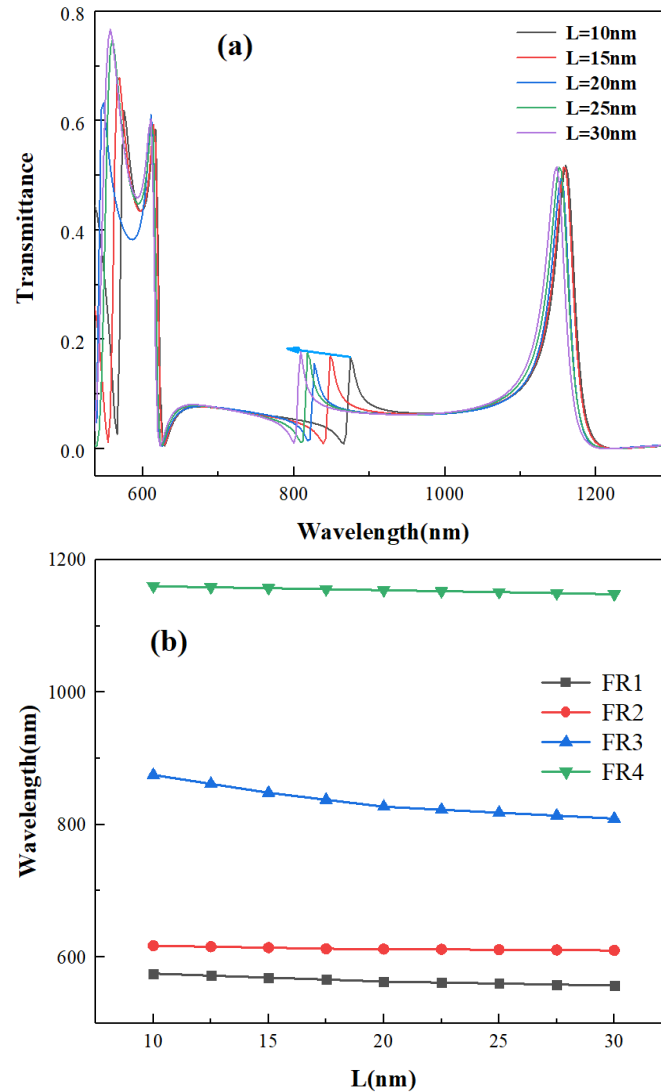 0.8
(a)
L=10nm
L=15nm
0.6
L=20nm
L=25nm
L=30nm
0.4
0.2
0.0
Transmittance
600 800 1000 1200
Wavelength(nm)
1200
(b)
FR1
1000
FR2
FR3
FR4
800
600
Wavelength(nm)
10 15 20 25 30
L(nm)